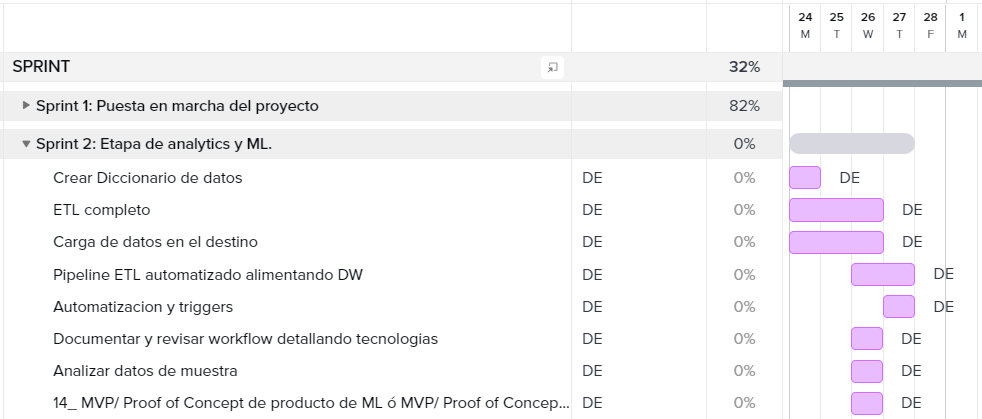 24 25 26 27 28 1
M T W T F M
SPRINT 32%
Sprint 1: Puesta en marcha del proyecto 82%
Sprint 2: Etapa de analytics y ML. 0%
Crear Diccionario de datos DE 0% DE
ETL completo DE 0% DE
Carga de datos en el destino DE 0% DE
Pipeline ETL automatizado alimentando DW DE 0% DE
Automatizacion y triggers DE 0% DE
Documentar y revisar workflow detallando tecnologias DE 0% DE
Analizar datos de muestra DE 0% DE
14_ MVP/ Proof of Concept de producto de ML ó MVP/ Proof of Concep... DE 0% DE